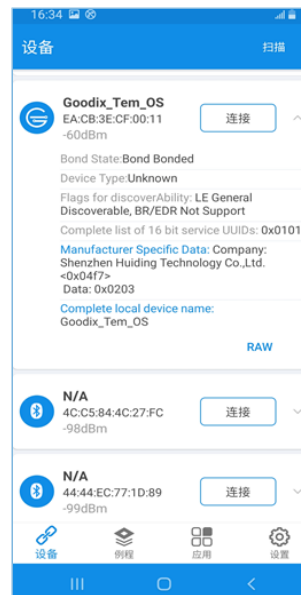 16:34
设备
扫描
Goodix_Tem_OS
EA:CB:3E:CF:00:11
-60dBm
连接
Bond State:Bond Bonded
Device Type:Unknown
Flags for discoverAbility: LE General
Discoverable, BR/EDR Not Support
Complete list of 16 bit service UUIDs: 0x0101
Manufacturer Specific Data: Company:
Shenzhen Huiding Technology Co.,Ltd.
<0x04f7>
Data: 0x0203
Complete local device name:
Goodix_Tem_OS
RAW
N/A
4C:C5:84:4C:27:FC
-98dBm
连接
N/A
44:44:EC:77:1D:89
-99dBm
连接
设备
例程
应用
设置